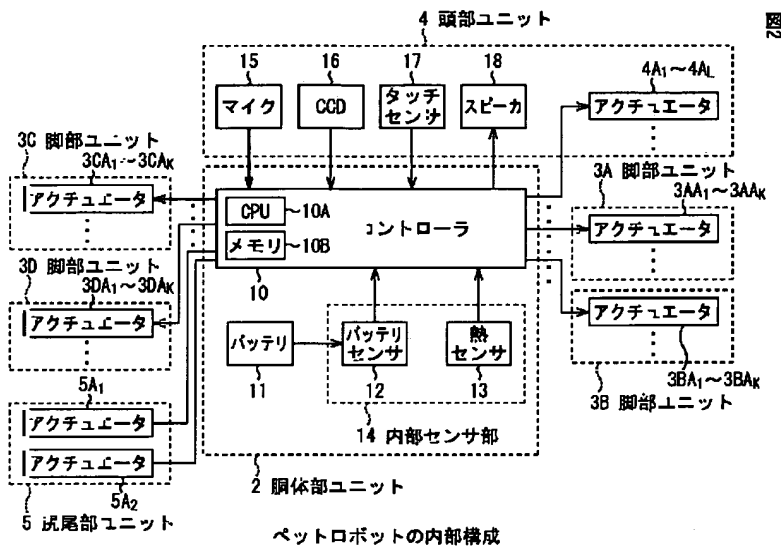 図2
4 頭部ユニット
15
16
17
18
4A1～4AL
マイク
CCD
タッチセンサ
スピーカ
アクチュエータ
3C 脚部ユニット
3CA1～3CAK
アクチュエータ
3A 脚部ユニット
3AA1～3AAK
アクチュエータ
CPU
10A
メモリ
10B
コントローラ
10
3D 脚部ユニット
3DA1～3DAK
アクチュエータ
アクチュエータ
3BA1～3BAK
3B 脚部ユニット
バッテリ
11
バッテリセンサ
12
熱センサ
13
14 内部センサ部
5A1
アクチュエータ
アクチュエータ
5A2
5 尻尾部ユニット
2 胴体部ユニット
ペットロボットの内部構成